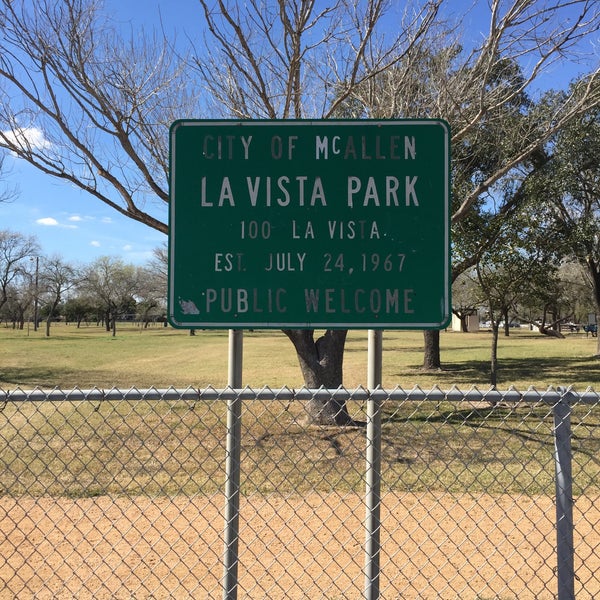 CITY OF McALLEN
LA VISTA PARK
100 LA VISTA
EST. JULY 24, 1967
PUBLIC WELCOME